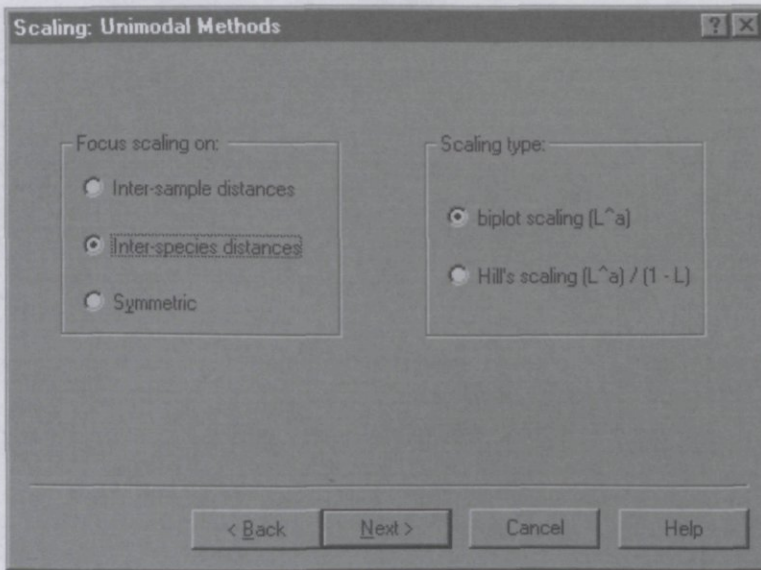 Scaling: Unimodal Methods
Focus scaling on:
Inter-sample distances
Inter-species distances
Symmetric
Scaling type:
biplot scaling (L^a)
Hill's scaling (L^a) / (1 - L)
< Back
Next >
Cancel
Help